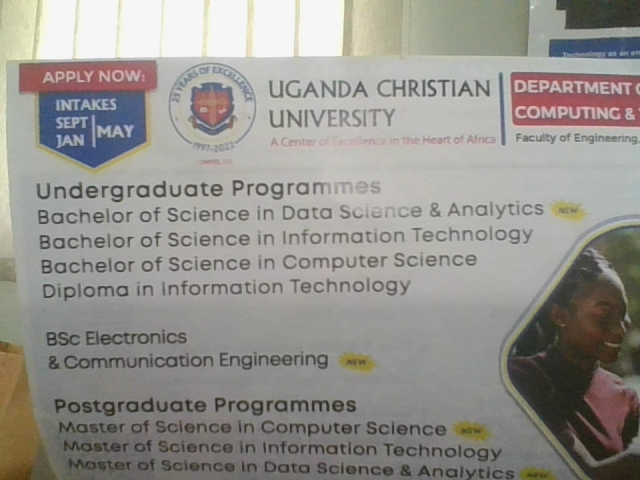 APPLY NOW:
INTAKES
SEPT
JAN
MAY
25 YEARS OF EXCELLENCE
1997-2022
UGANDA CHRISTIAN
UNIVERSITY
A Center of Excellence in the Heart of Africa
DEPARTMENT
COMPUTING &
Faculty of Engineering,
Technology as an
Undergraduate Programmes
Bachelor of Science in Data Science & Analytics NEW
Bachelor of Science in Information Technology
Bachelor of Science in Computer Science
Diploma in Information Technology
BSc Electronics
& Communication Engineering NEW
Postgraduate Programmes
Master of Science in Computer Science NEW
Master of Science in Information Technology
Master of Science in Data Science & Analytics NEW